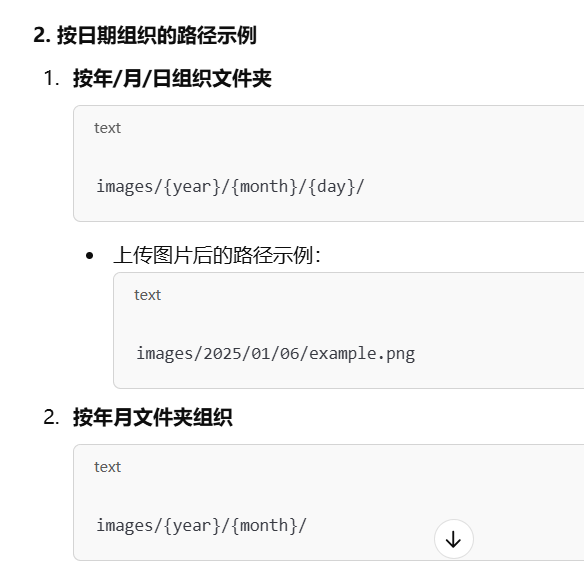 2. 按日期组织的路径示例
1. 按年/月/日组织文件夹
text
images/{year}/{month}/{day}/
• 上传图片后的路径示例：
text
images/2025/01/06/example.png
2. 按年月文件夹组织
text
images/{year}/{month}/